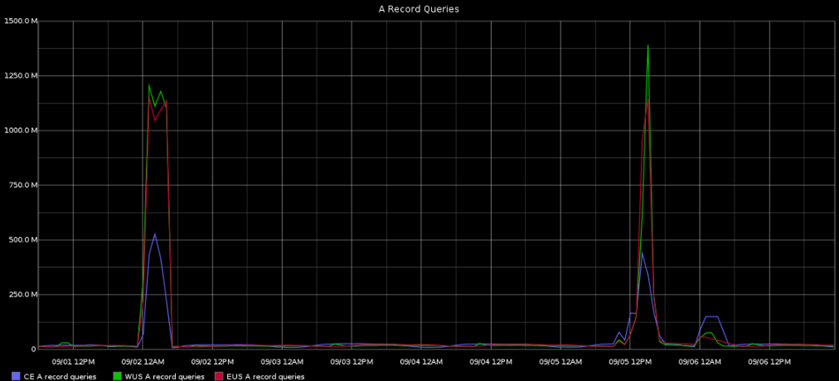 A Record Queries
1500.0 M
1250.0 M
1000.0 M
750.0 M
500.0 M
250.0 M
0
09/01 12PM 09/02 12AM 09/02 12PM 09/03 12AM 09/03 12PM 09/04 12AM 09/04 12PM 09/05 12AM 09/05 12PM 09/06 12AM 09/06 12PM
CE A record queries WUS A record queries EUS A record queries